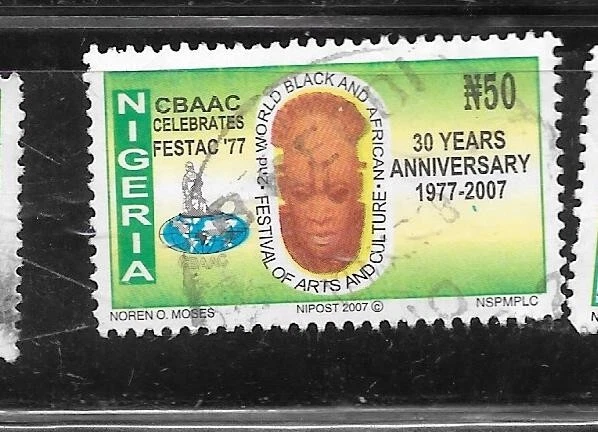 NIGERIA
CBAAC
CELEBRATES
FESTAC '77
CBAAC
2nd WORLD BLACK AND AFRICAN • FESTIVAL OF ARTS AND CULTURE •
₦50
30 YEARS
ANNIVERSARY
1977-2007
NOREN O. MOSES
NIPOST 2007 ©
NSPMPLC